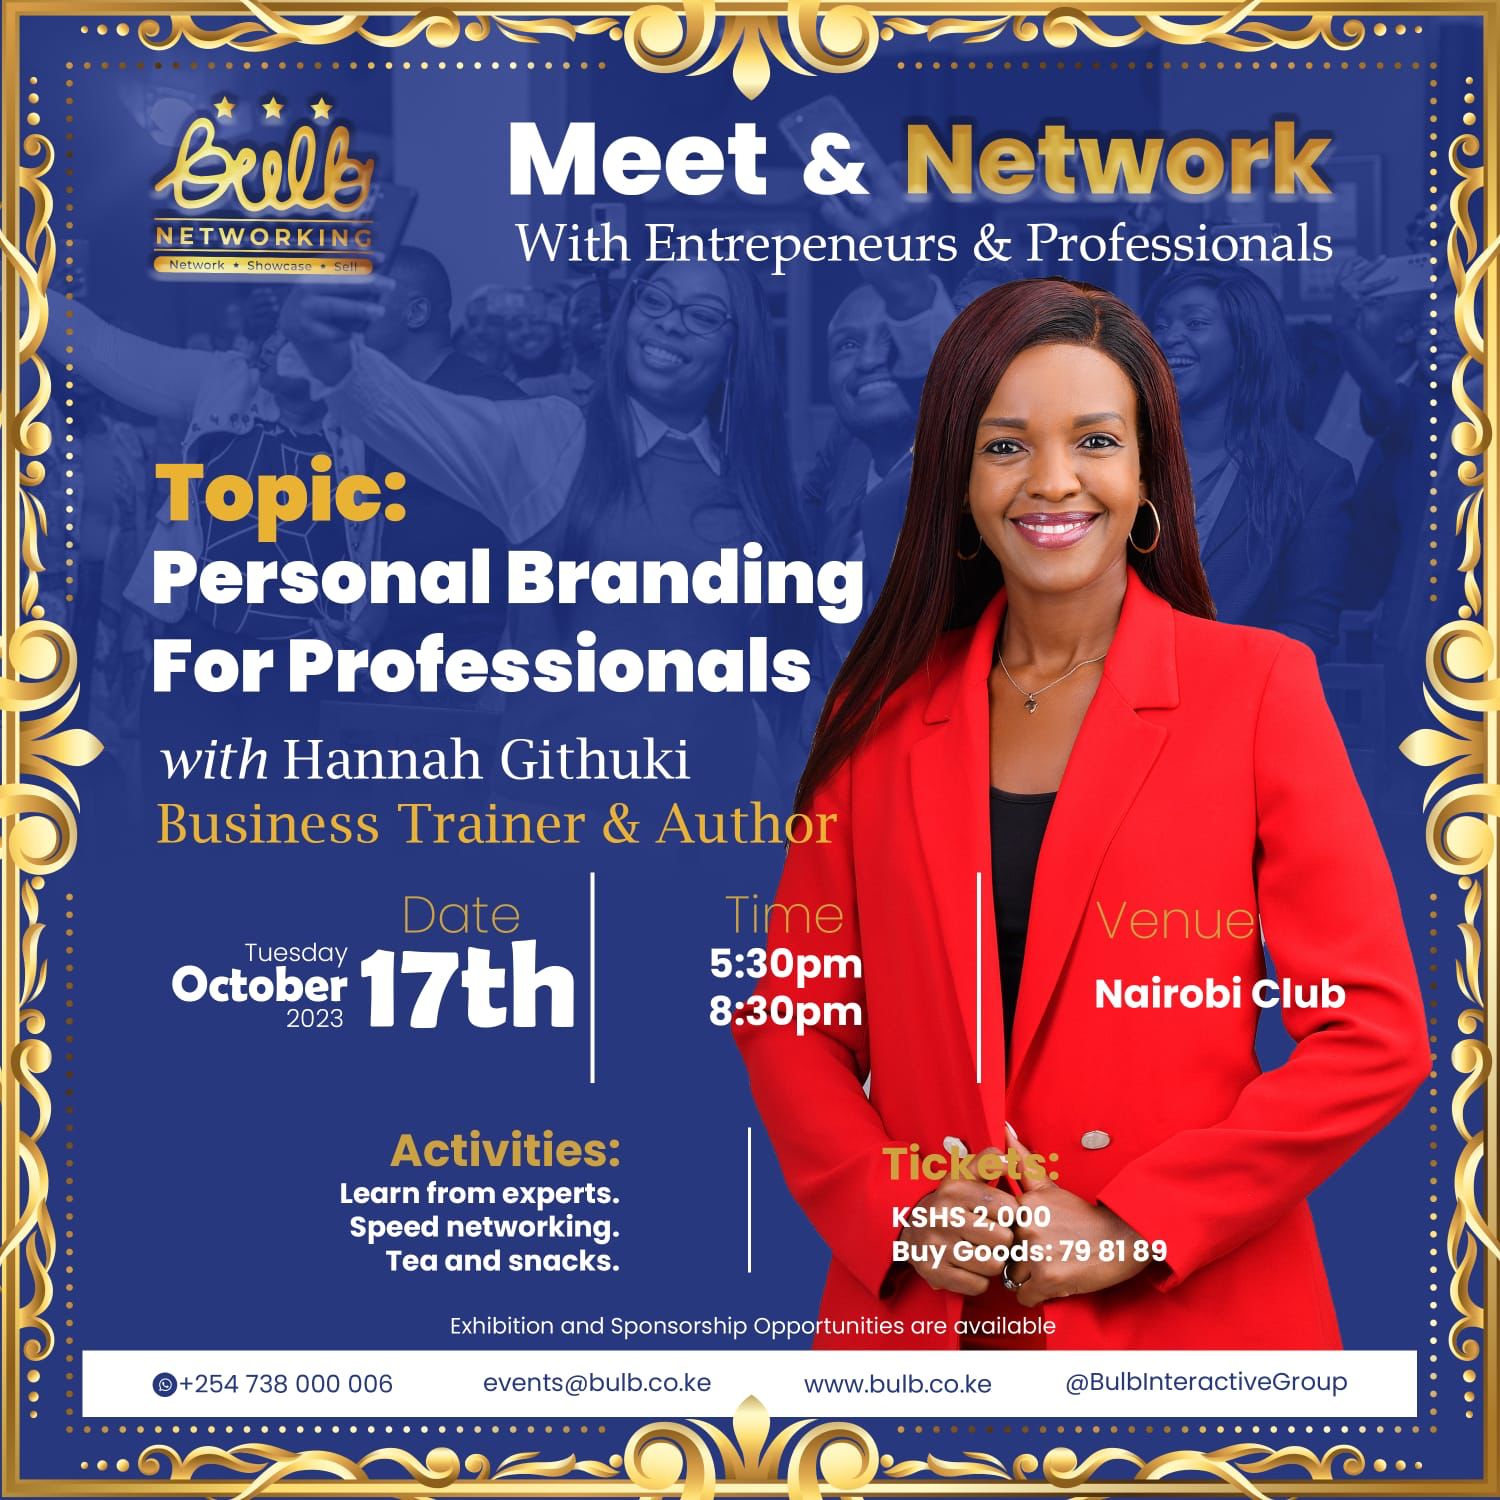 Bulb
NETWORKING
Network ★ Showcase ★ Sell
Meet & Network
With Entrepeneurs & Professionals
Topic:
Personal Branding
For Professionals
with Hannah Githuki
Business Trainer & Author
Date
Tuesday
October
2023
17th
Time
5:30pm
8:30pm
Venue
Nairobi Club
Activities:
Learn from experts.
Speed networking.
Tea and snacks.
Tickets:
KSHS 2,000
Buy Goods: 79 81 89
Exhibition and Sponsorship Opportunities are available
+254 738 000 006 events@bulb.co.ke www.bulb.co.ke @BulbInteractiveGroup